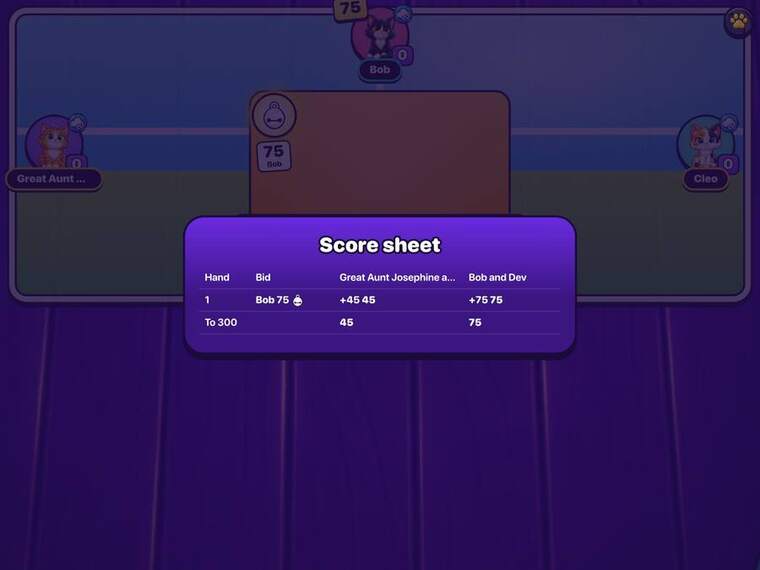 75
0
Bob
75
Bob
0
Great Aunt ...
0
Cleo
Score sheet
Hand Bid Great Aunt Josephine a... Bob and Dev
1 Bob 75 +45 45 +75 75
To 300 45 75